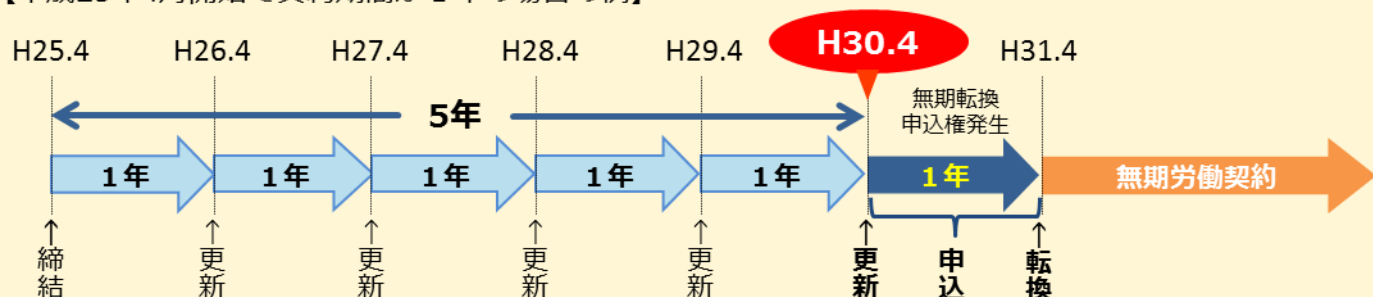 H25.4 H26.4 H27.4 H28.4 H29.4 H30.4 H31.4
5年
無期転換
申込権発生
1年 1年 1年 1年 1年 1年 無期労働契約
↑締結 ↑更新 ↑更新 ↑更新 ↑更新 ↑更新 申込 ↑転換